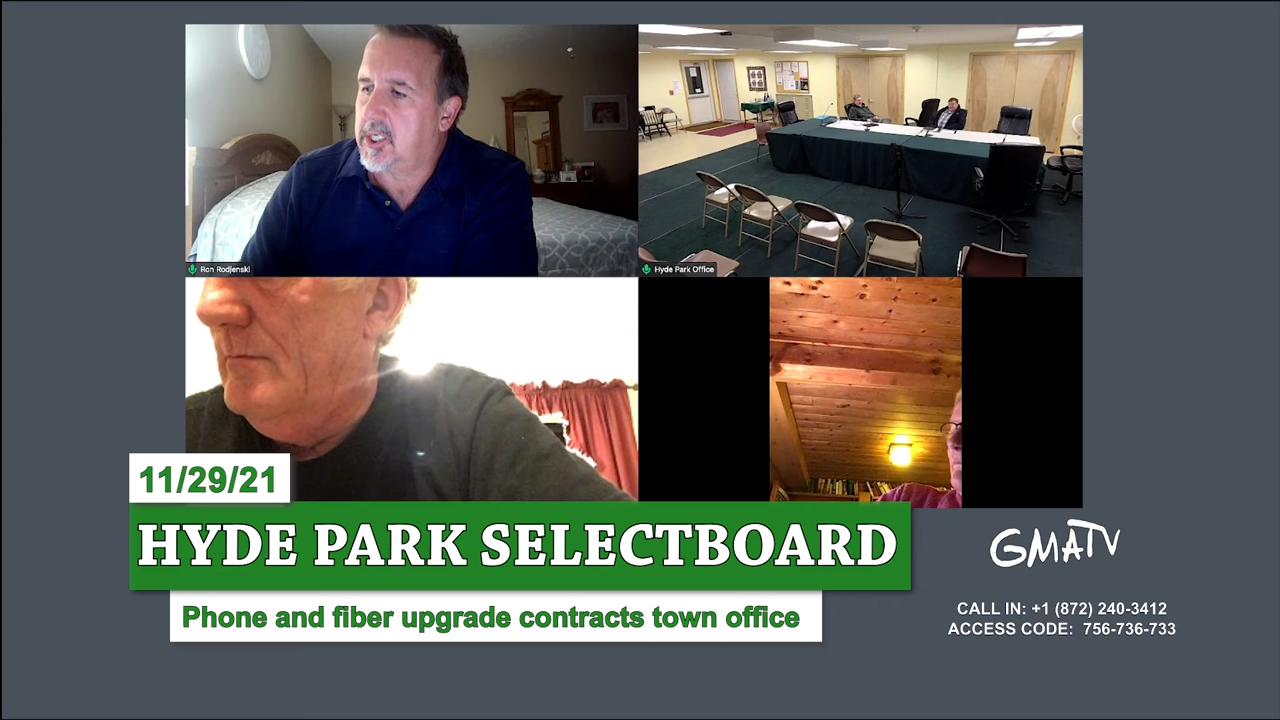 Ron Rodjenski
Hyde Park Office
11/29/21
HYDE PARK SELECTBOARD
Phone and fiber upgrade contracts town office
GMATV
CALL IN: +1 (872) 240-3412
ACCESS CODE: 756-736-733